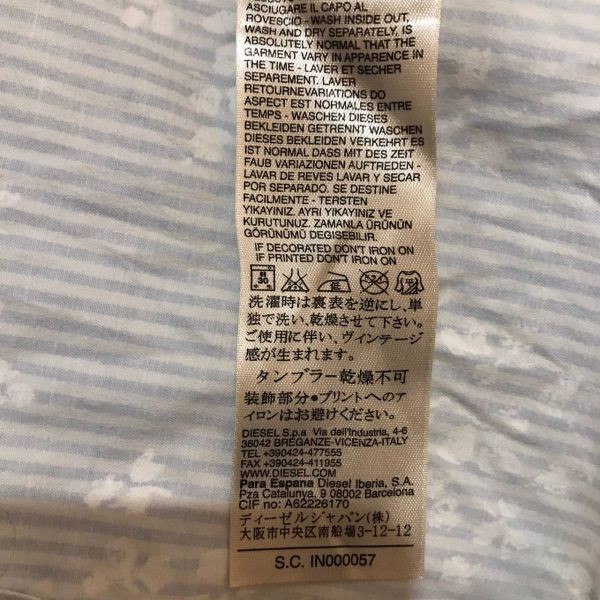 ASCIUGARE IL CAPO AL
ROVESCIO - WASH INSIDE OUT,
WASH AND DRY SEPARATELY, IS
ABSOLUTELY NORMAL THAT THE
GARMENT VARY IN APPARENCE IN
THE TIME - LAVER ET SECHER
SEPAREMENT. LAVER
RETOURNEVARIATIONS DO
ASPECT EST NORMALES ENTRE
TEMPS - WASCHEN DIESES
BEKLEIDEN GETRENNT WASCHEN
DIESES BEKLEIDEN VERKEHRT ES
IST NORMAL DASS MIT DES ZEIT
FAUB VARIAZIONEN AUFTREDEN -
LAVAR DE REVES LAVAR Y SECAR
POR SEPARADO. SE DESTINE
FACILMENTE - TERSTEN
YIKAYINIZ. AYRI YIKAYINIZ VE
KURUTUNUZ. ZAMANLA ÜRÜNÜN
GÖRÜNÜMÜ DEGISEBILIR.
IF DECORATED DON'T IRON ON
IF PRINTED DON'T IRON ON
30 低
洗濯時は裏表を逆にし、単
独で洗い、乾燥させて下さい。
ご使用に伴い、ヴィンテージ
感が生まれます。
タンブラー乾燥不可
装飾部分●プリントへのア
イロンはお避けください。
DIESEL S.p.a Via dell'Industria, 4-6
36042 BREGANZE-VICENZA-ITALY
TEL +390424-477555
FAX +390424-411955
WWW.DIESEL.COM
Para Espana Diesel Iberia, S.A.
Pza Catalunya, 9 08002 Barcelona
CIF no: A62226170
ディーゼルジャパン(株)
大阪市中央区南船場3-12-12
S.C. IN000057